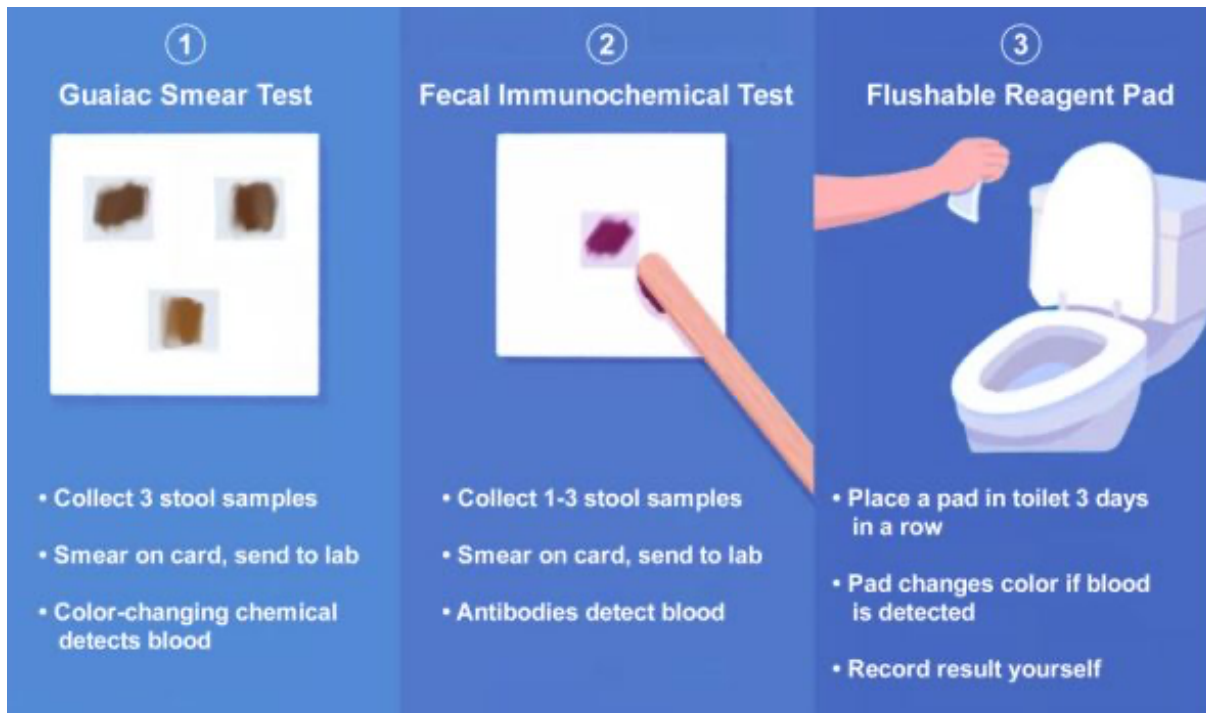 1
Guaiac Smear Test
• Collect 3 stool samples
• Smear on card, send to lab
• Color-changing chemical
detects blood
2
Fecal Immunochemical Test
• Collect 1-3 stool samples
• Smear on card, send to lab
• Antibodies detect blood
3
Flushable Reagent Pad
• Place a pad in toilet 3 days
in a row
• Pad changes color if blood
is detected
• Record result yourself